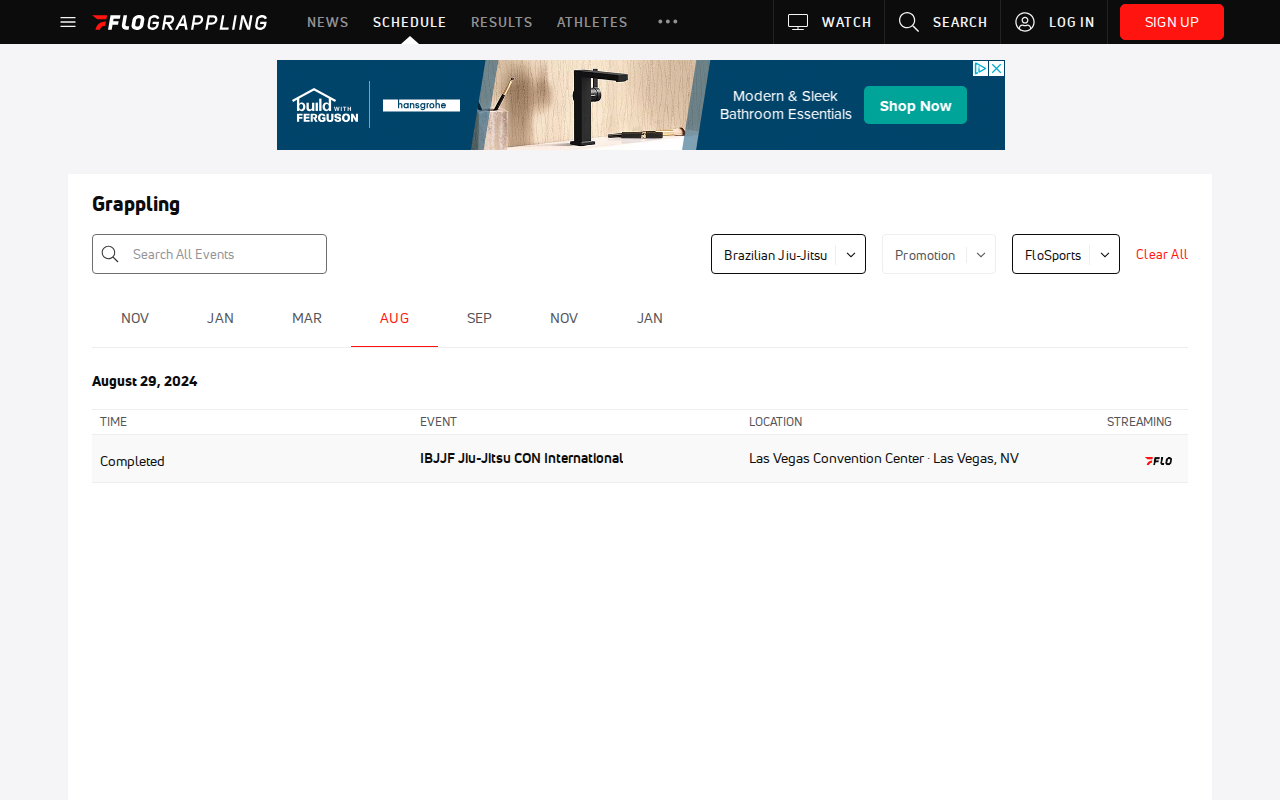 FLOGRAPPLING NEWS SCHEDULE RESULTS ATHLETES WATCH SEARCH LOG IN SIGN UP
build WITH FERGUSON
hansgrohe
Modern & Sleek
Bathroom Essentials
Shop Now
Grappling
Search All Events Brazilian Jiu-Jitsu Promotion FloSports Clear All
NOV JAN MAR AUG SEP NOV JAN
August 29, 2024
TIME EVENT LOCATION STREAMING
Completed IBJJF Jiu-Jitsu CON International Las Vegas Convention Center · Las Vegas, NV FLO